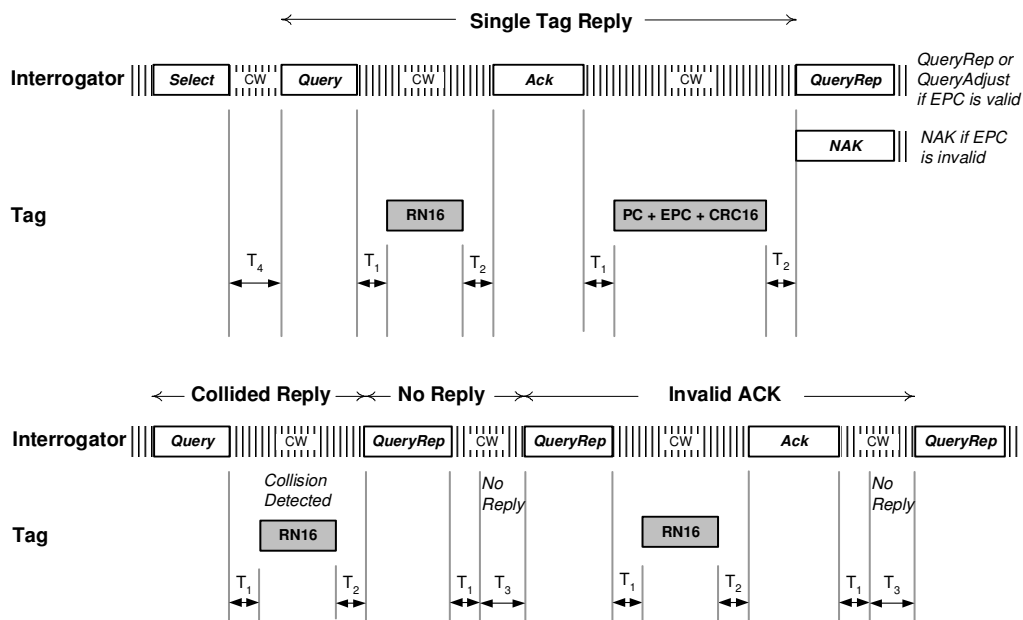 Single Tag Reply
Interrogator
Select
CW
Query
CW
Ack
CW
QueryRep
QueryRep or
QueryAdjust
if EPC is valid
NAK
NAK if EPC
is invalid
Tag
RN16
PC + EPC + CRC16
T4
T1
T2
T1
T2
Collided Reply
No Reply
Invalid ACK
Interrogator
Query
CW
QueryRep
CW
QueryRep
CW
Ack
CW
QueryRep
Collision
Detected
No
Reply
No
Reply
Tag
RN16
RN16
T1
T2
T1
T3
T1
T2
T1
T3